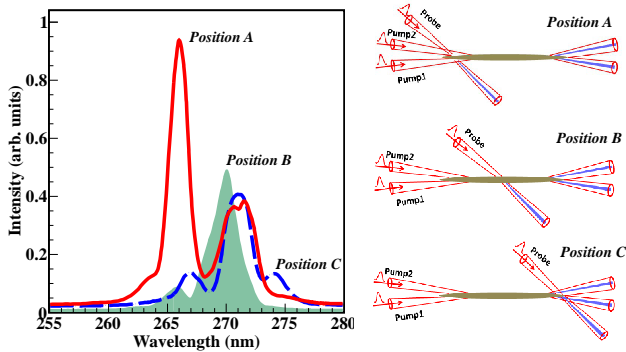 1
0.8
0.6
0.4
0.2
0
255
260
265
270
275
280
Intensity (arb. units)
Wavelength (nm)
Position A
Position B
Position C
Probe
Position A
Pump2
Pump1
Probe
Position B
Pump2
Pump1
Position C
Probe
Pump2
Pump1